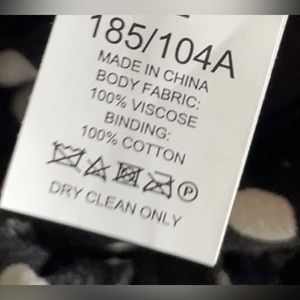 185/104A
MADE IN CHINA
BODY FABRIC:
100% VISCOSE
BINDING:
100% COTTON
P
DRY CLEAN ONLY